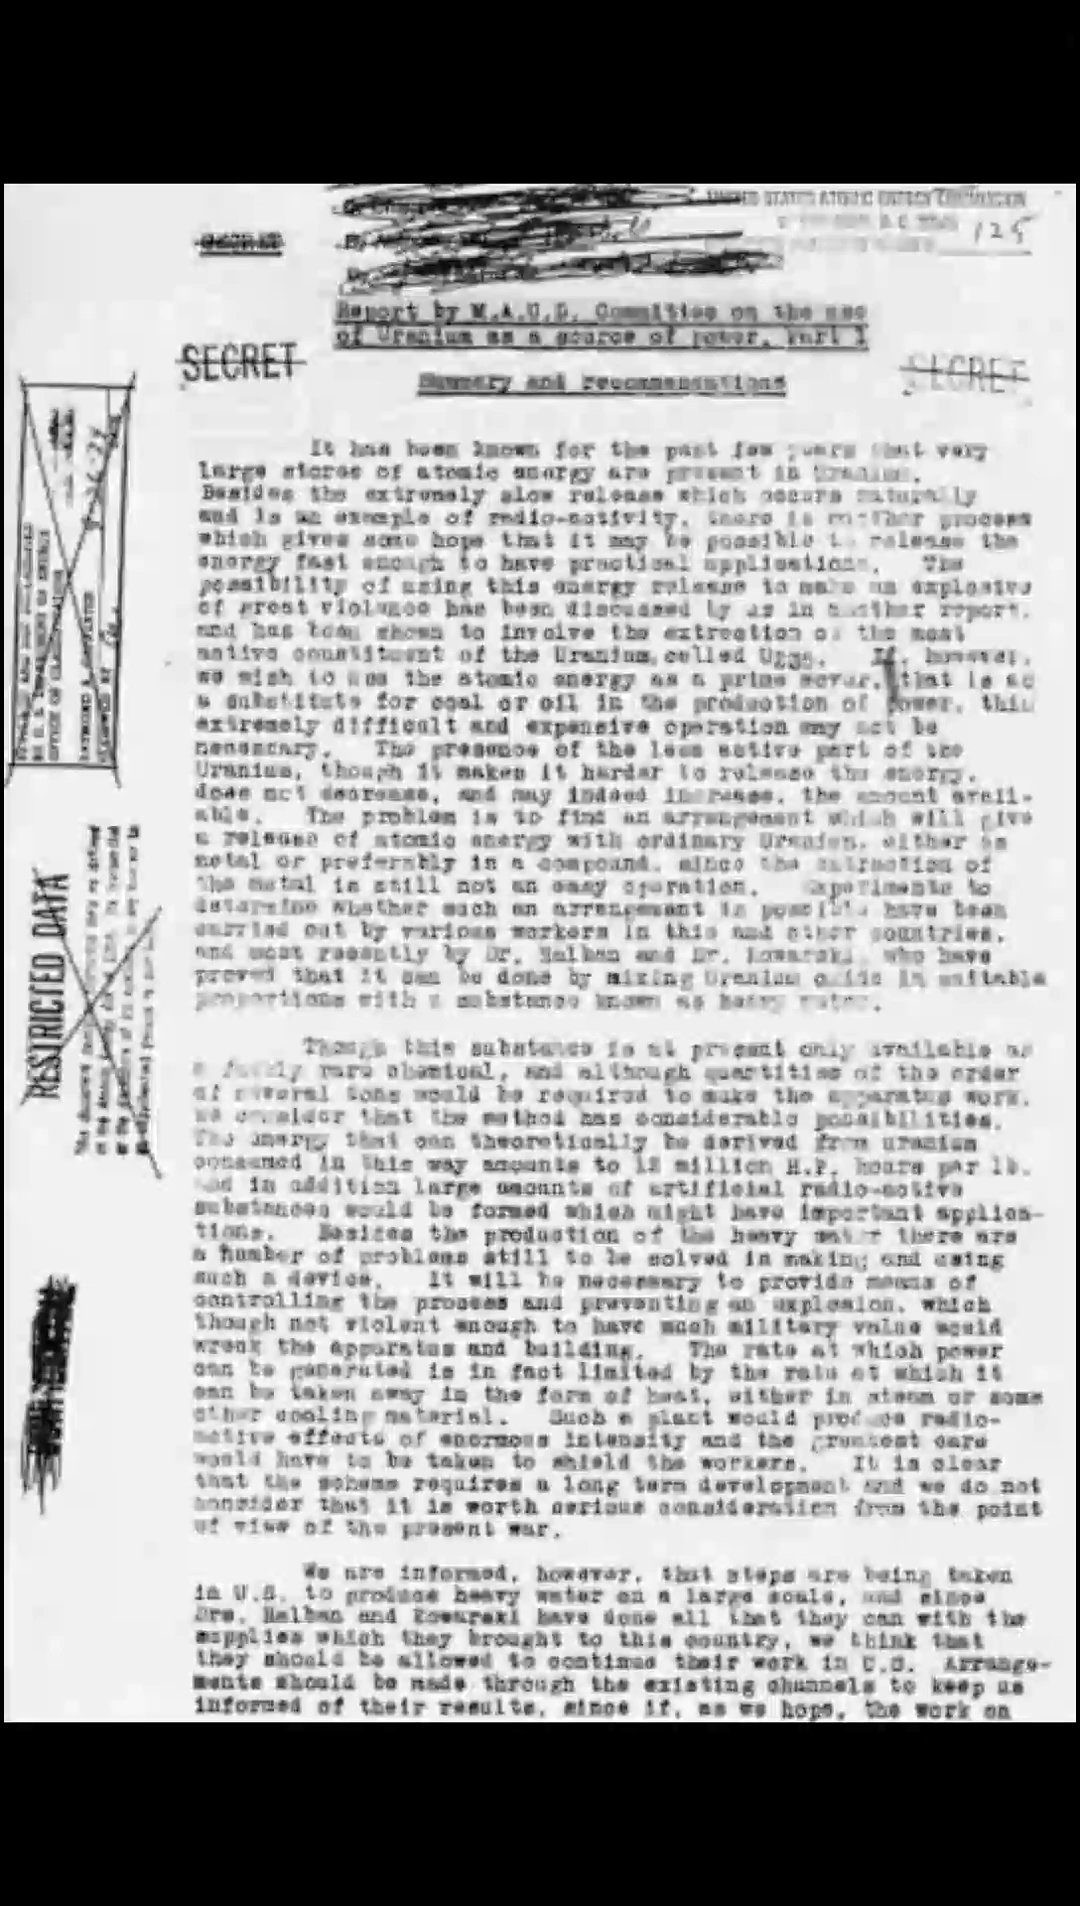 UNITED STATES ATOMIC ENERGY COMMISSION
125
Report by M.A.U.D. Committee on the use
of Uranium as a source of power. Part I
SECRET
SECRET
Summary and recommendations
It has been known for the past few years that very
large stores of atomic energy are present in Uranium.
Besides the extremely slow release which occurs naturally
and is an example of radio-activity, there is another process
which gives some hope that it may be possible to release the
energy fast enough to have practical applications. The
possibility of using this energy release to make an explosive
of great violence has been discussed by us in another report,
and has been shown to involve the extraction of the most
active constituent of the Uranium, called U235. If, however,
we wish to use the atomic energy as a prime mover, that is as
a substitute for coal or oil in the production of power, this
extremely difficult and expensive operation may not be
necessary. The presence of the less active part of the
Uranium, though it makes it harder to release the energy,
does not decrease, and may indeed increase, the amount avail-
able. The problem is to find an arrangement which will give
a release of atomic energy with ordinary Uranium, either as
metal or preferably in a compound, since the extraction of
the metal is still not an easy operation. Experiments to
determine whether such an arrangement is possible have been
carried out by various workers in this and other countries,
and most recently by Dr. Halban and Dr. Kowarski, who have
proved that it can be done by mixing Uranium oxide in suitable
proportions with a substance known as heavy water.
Though this substance is at present only available as
a fairly rare chemical, and although quantities of the order
of several tons would be required to make the apparatus work,
we consider that the method has considerable possibilities.
The energy that can theoretically be derived from uranium
consumed in this way amounts to 12 million H.P. hours per lb.
and in addition large amounts of artificial radio-active
substances would be formed which might have important applica-
tions. Besides the production of the heavy water there are
a number of problems still to be solved in making and using
such a device. It will be necessary to provide means of
controlling the process and preventing an explosion, which
though not violent enough to have much military value would
wreck the apparatus and building. The rate at which power
can be generated is in fact limited by the rate at which it
can be taken away in the form of heat, either in steam or some
other cooling material. Such a plant would produce radio-
active effects of enormous intensity and the greatest care
would have to be taken to shield the workers. It is clear
that the scheme requires a long term development and we do not
consider that it is worth serious consideration from the point
of view of the present war.
We are informed, however, that steps are being taken
in U.S. to produce heavy water on a large scale, and since
Drs. Halban and Kowarski have done all that they can with the
supplies which they brought to this country, we think that
they should be allowed to continue their work in U.S. Arrange-
ments should be made through the existing channels to keep us
informed of their results, since if, as we hope, the work on
RESTRICTED DATA